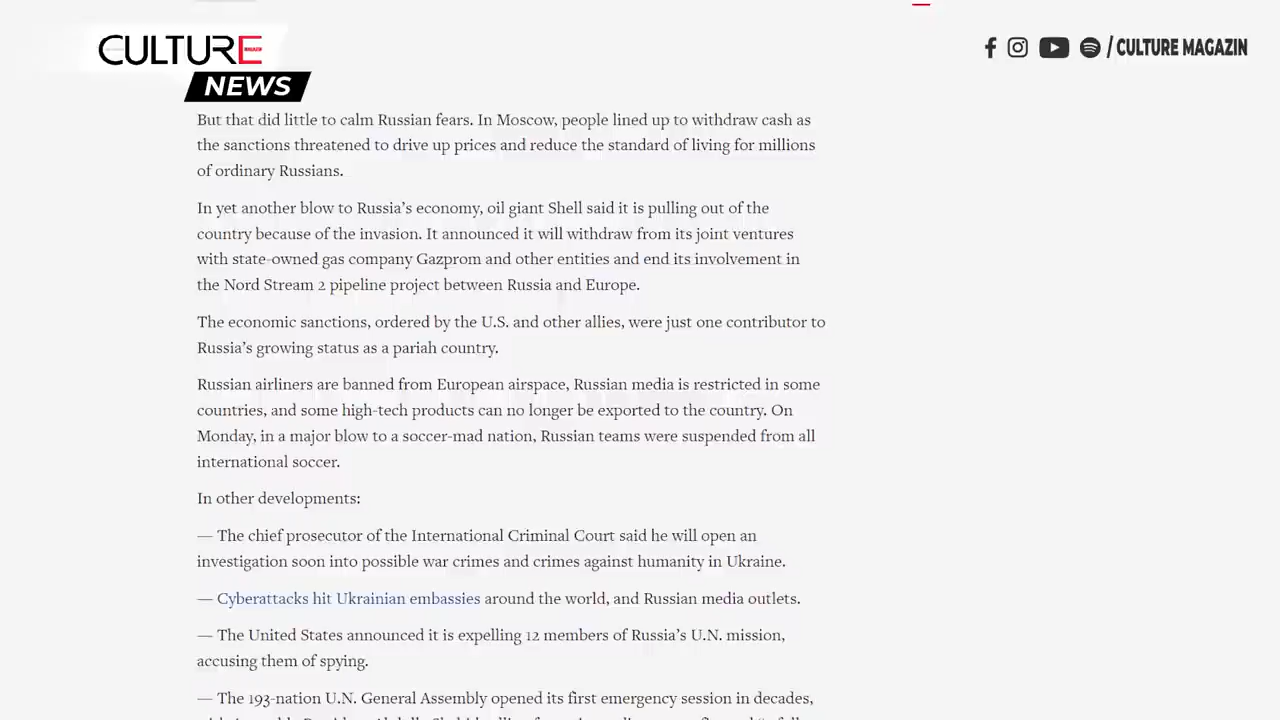 CULTURE
NEWS
/ CULTURE MAGAZIN
But that did little to calm Russian fears. In Moscow, people lined up to withdraw cash as
the sanctions threatened to drive up prices and reduce the standard of living for millions
of ordinary Russians.
In yet another blow to Russia’s economy, oil giant Shell said it is pulling out of the
country because of the invasion. It announced it will withdraw from its joint ventures
with state-owned gas company Gazprom and other entities and end its involvement in
the Nord Stream 2 pipeline project between Russia and Europe.
The economic sanctions, ordered by the U.S. and other allies, were just one contributor to
Russia’s growing status as a pariah country.
Russian airliners are banned from European airspace, Russian media is restricted in some
countries, and some high-tech products can no longer be exported to the country. On
Monday, in a major blow to a soccer-mad nation, Russian teams were suspended from all
international soccer.
In other developments:
— The chief prosecutor of the International Criminal Court said he will open an
investigation soon into possible war crimes and crimes against humanity in Ukraine.
— Cyberattacks hit Ukrainian embassies around the world, and Russian media outlets.
— The United States announced it is expelling 12 members of Russia’s U.N. mission,
accusing them of spying.
— The 193-nation U.N. General Assembly opened its first emergency session in decades,